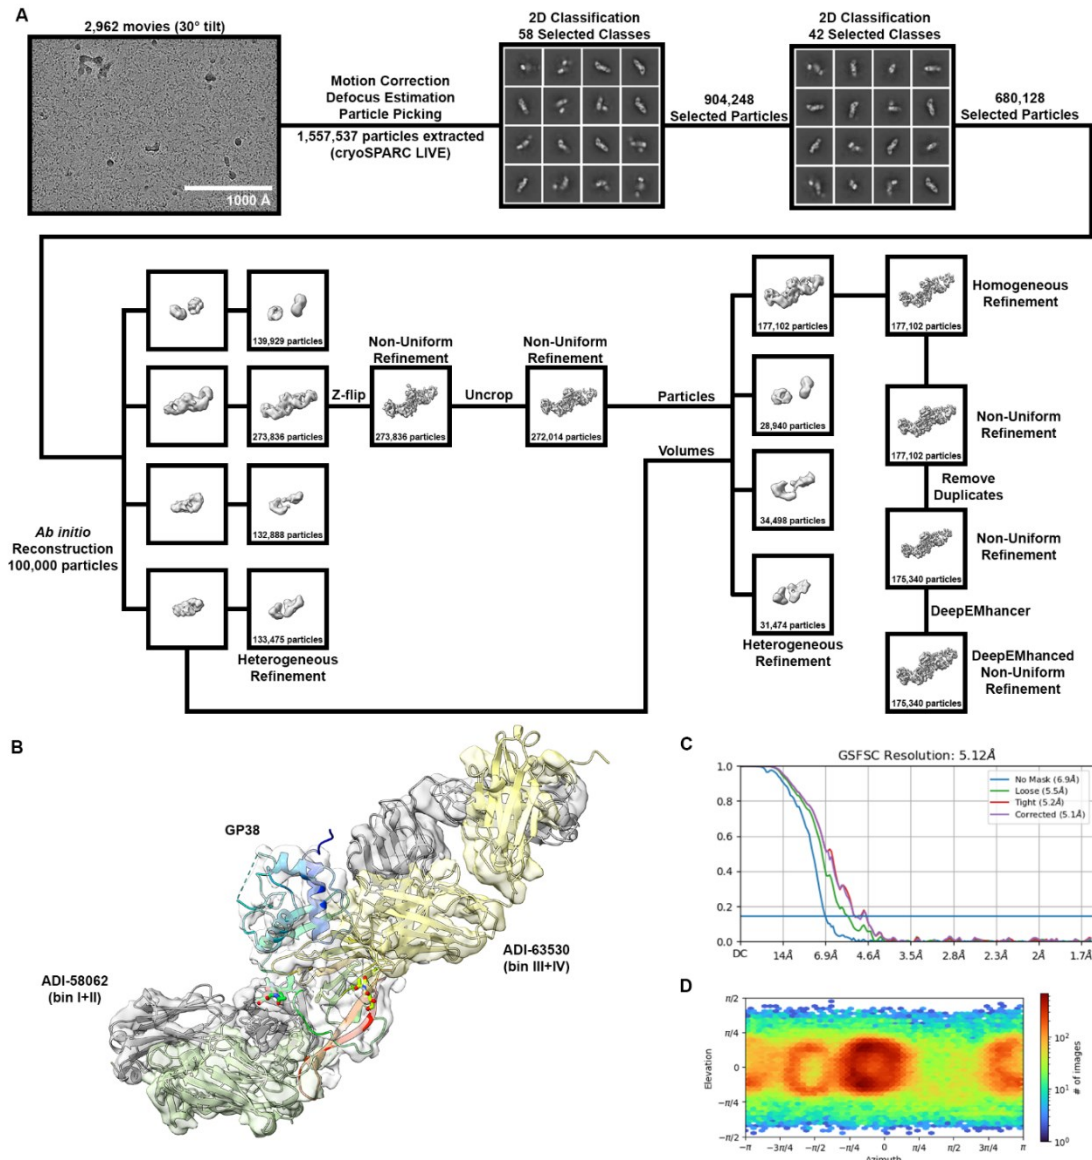 A
2,962 movies (30° tilt)
1000 Å
Motion Correction
Defocus Estimation
Particle Picking
1,557,537 particles extracted
(cryoSPARC LIVE)
2D Classification
58 Selected Classes
904,248
Selected Particles
2D Classification
42 Selected Classes
680,128
Selected Particles
Ab initio
Reconstruction
100,000 particles
139,929 particles
273,836 particles
132,888 particles
133,475 particles
Heterogeneous
Refinement
Z-flip
Non-Uniform
Refinement
273,836 particles
Uncrop
Non-Uniform
Refinement
272,014 particles
Particles
Volumes
177,102 particles
28,940 particles
34,498 particles
31,474 particles
Heterogeneous
Refinement
177,102 particles
Homogeneous
Refinement
177,102 particles
Non-Uniform
Refinement
Remove
Duplicates
175,340 particles
Non-Uniform
Refinement
DeepEMhancer
175,340 particles
DeepEMhanced
Non-Uniform
Refinement
B
GP38
ADI-58062
(bin I+II)
ADI-63530
(bin III+IV)
C
GSFSC Resolution: 5.12Å
1.0
0.8
0.6
0.4
0.2
0.0
No Mask (6.9Å)
Loose (5.5Å)
Tight (5.2Å)
Corrected (5.1Å)
DC 14Å 6.9Å 4.6Å 3.5Å 2.8Å 2.3Å 2Å 1.7Å
D
π/2
π/4
0
−π/4
−π/2
Elevation
−π −3π/4 −π/2 −π/4 0 π/4 π/2 3π/4 π
Azimuth
10²
10¹
10⁰
# of images